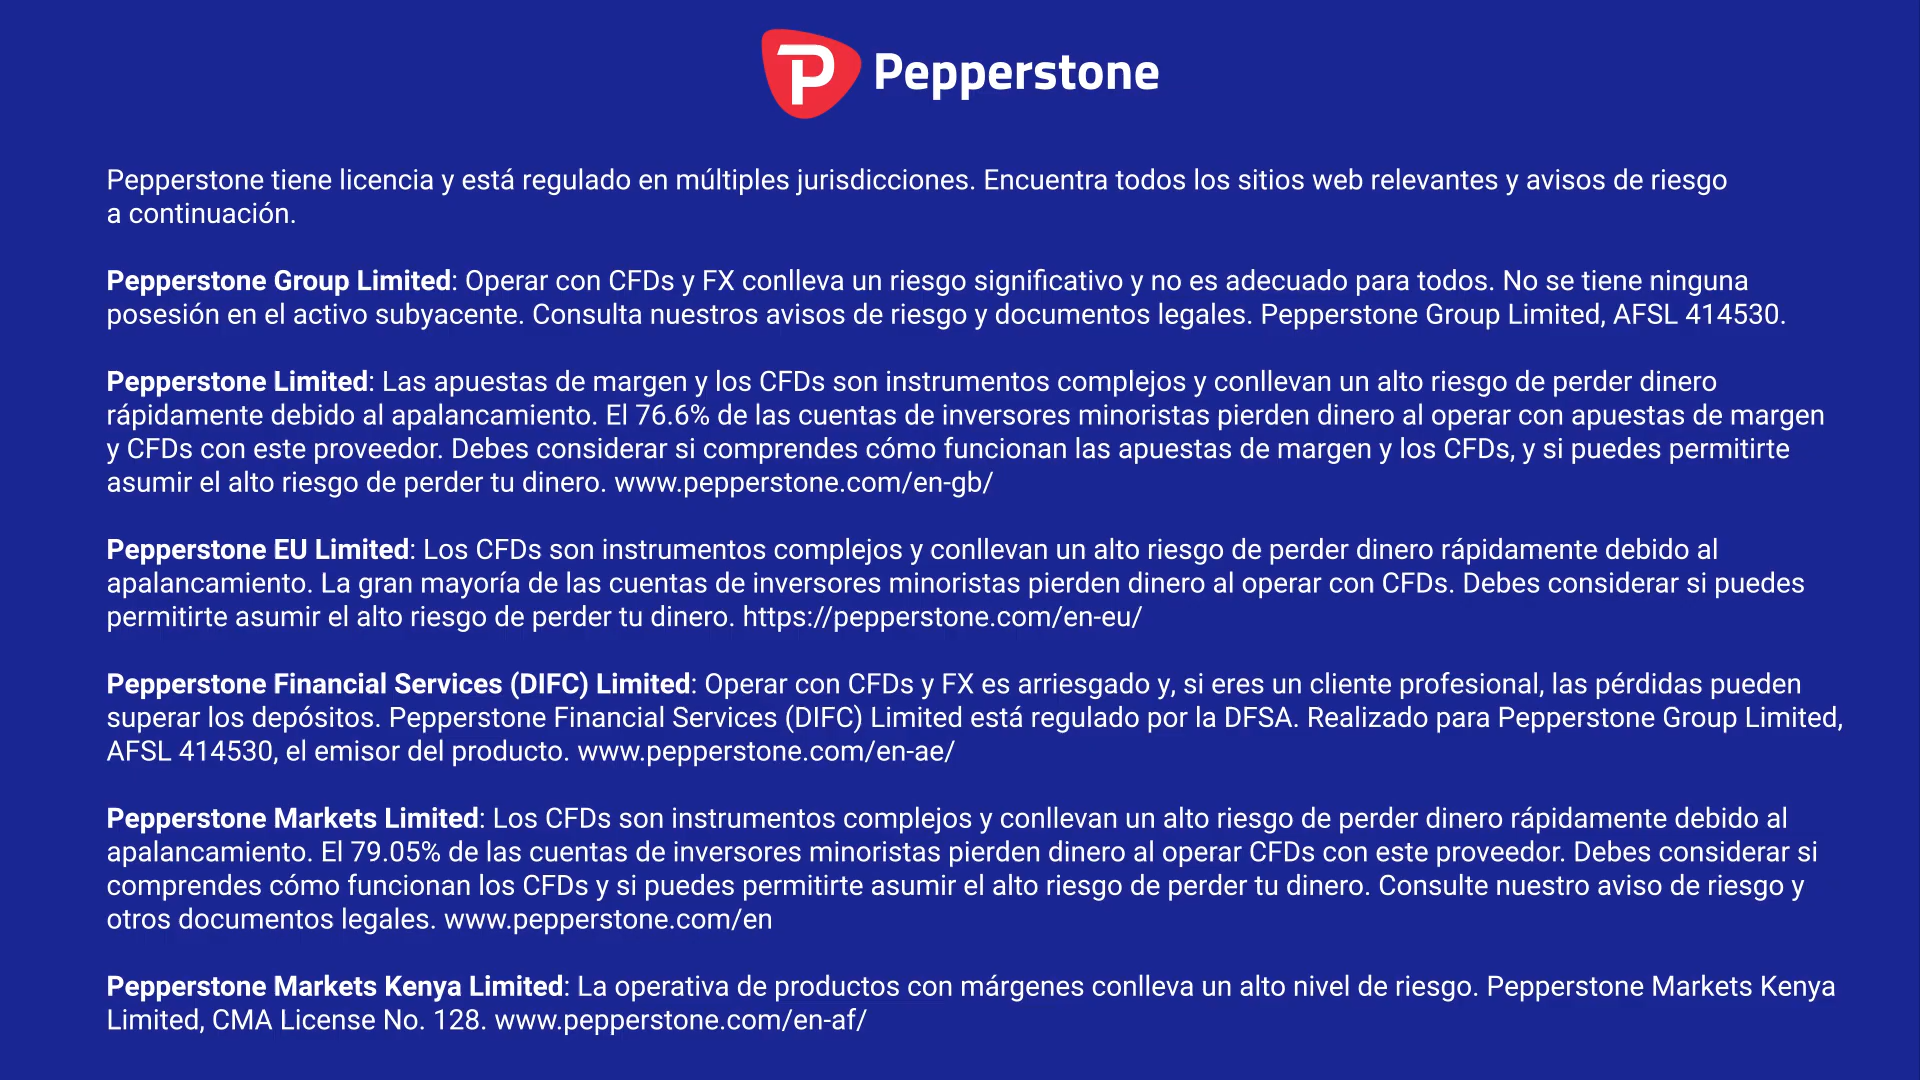 Pepperstone
Pepperstone tiene licencia y está regulado en múltiples jurisdicciones. Encuentra todos los sitios web relevantes y avisos de riesgo
a continuación.
Pepperstone Group Limited: Operar con CFDs y FX conlleva un riesgo significativo y no es adecuado para todos. No se tiene ninguna
posesión en el activo subyacente. Consulta nuestros avisos de riesgo y documentos legales. Pepperstone Group Limited, AFSL 414530.
Pepperstone Limited: Las apuestas de margen y los CFDs son instrumentos complejos y conllevan un alto riesgo de perder dinero
rápidamente debido al apalancamiento. El 76.6% de las cuentas de inversores minoristas pierden dinero al operar con apuestas de margen
y CFDs con este proveedor. Debes considerar si comprendes cómo funcionan las apuestas de margen y los CFDs, y si puedes permitirte
asumir el alto riesgo de perder tu dinero. www.pepperstone.com/en-gb/
Pepperstone EU Limited: Los CFDs son instrumentos complejos y conllevan un alto riesgo de perder dinero rápidamente debido al
apalancamiento. La gran mayoría de las cuentas de inversores minoristas pierden dinero al operar con CFDs. Debes considerar si puedes
permitirte asumir el alto riesgo de perder tu dinero. https://pepperstone.com/en-eu/
Pepperstone Financial Services (DIFC) Limited: Operar con CFDs y FX es arriesgado y, si eres un cliente profesional, las pérdidas pueden
superar los depósitos. Pepperstone Financial Services (DIFC) Limited está regulado por la DFSA. Realizado para Pepperstone Group Limited,
AFSL 414530, el emisor del producto. www.pepperstone.com/en-ae/
Pepperstone Markets Limited: Los CFDs son instrumentos complejos y conllevan un alto riesgo de perder dinero rápidamente debido al
apalancamiento. El 79.05% de las cuentas de inversores minoristas pierden dinero al operar CFDs con este proveedor. Debes considerar si
comprendes cómo funcionan los CFDs y si puedes permitirte asumir el alto riesgo de perder tu dinero. Consulte nuestro aviso de riesgo y
otros documentos legales. www.pepperstone.com/en
Pepperstone Markets Kenya Limited: La operativa de productos con márgenes conlleva un alto nivel de riesgo. Pepperstone Markets Kenya
Limited, CMA License No. 128. www.pepperstone.com/en-af/